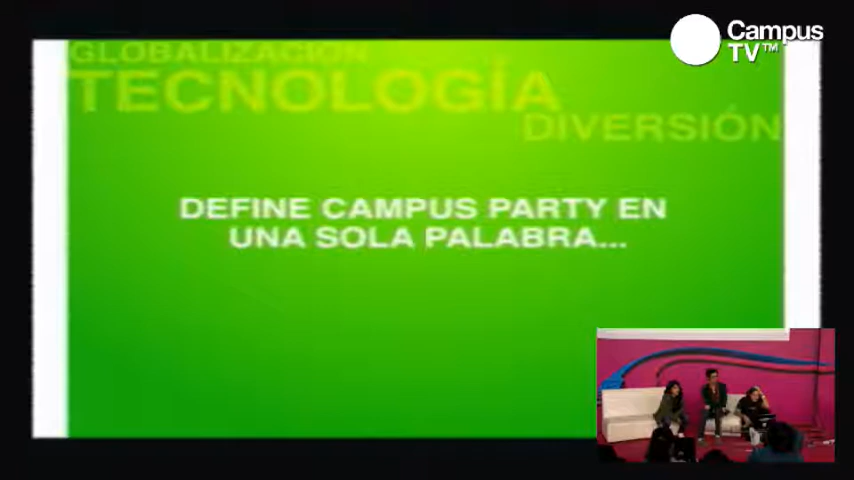 Campus
TV™
GLOBALIZACIÓN
TECNOLOGÍA
DIVERSIÓN
DEFINE CAMPUS PARTY EN
UNA SOLA PALABRA...